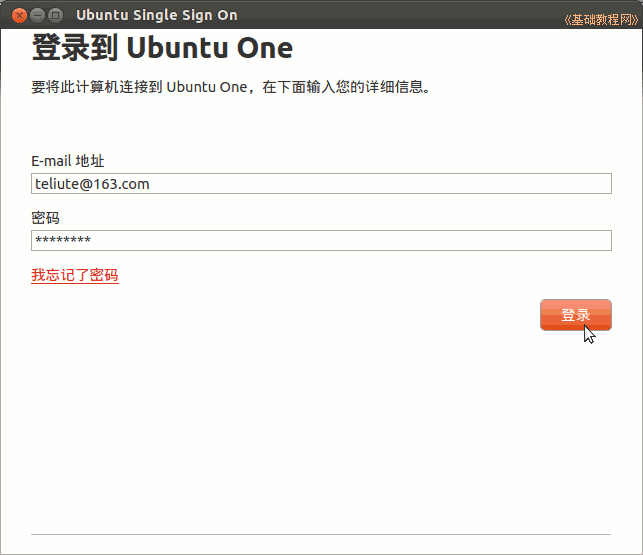 Ubuntu Single Sign On
《基础教程网》
登录到 Ubuntu One
要将此计算机连接到 Ubuntu One，在下面输入您的详细信息。
E-mail 地址
teliute@163.com
密码
********
我忘记了密码
登录